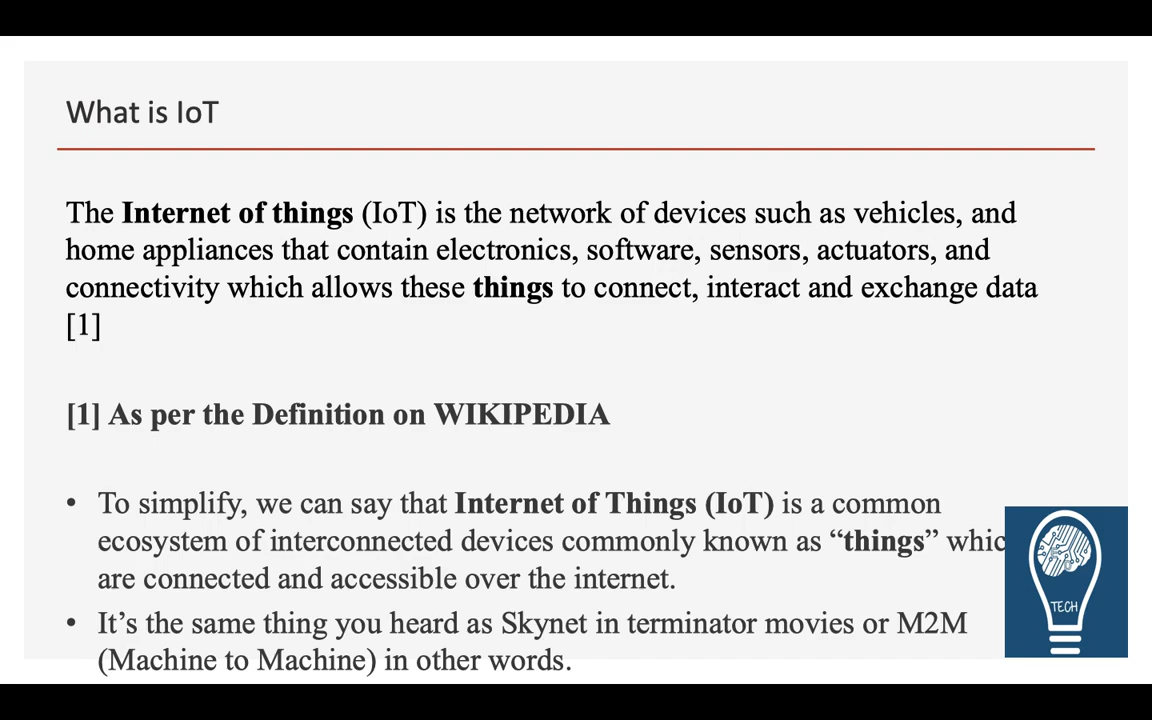 What is IoT
The Internet of things (IoT) is the network of devices such as vehicles, and
home appliances that contain electronics, software, sensors, actuators, and
connectivity which allows these things to connect, interact and exchange data
[1]
[1] As per the Definition on WIKIPEDIA
• To simplify, we can say that Internet of Things (IoT) is a common
ecosystem of interconnected devices commonly known as “things” whic
are connected and accessible over the internet.
• It’s the same thing you heard as Skynet in terminator movies or M2M
(Machine to Machine) in other words.
TECH